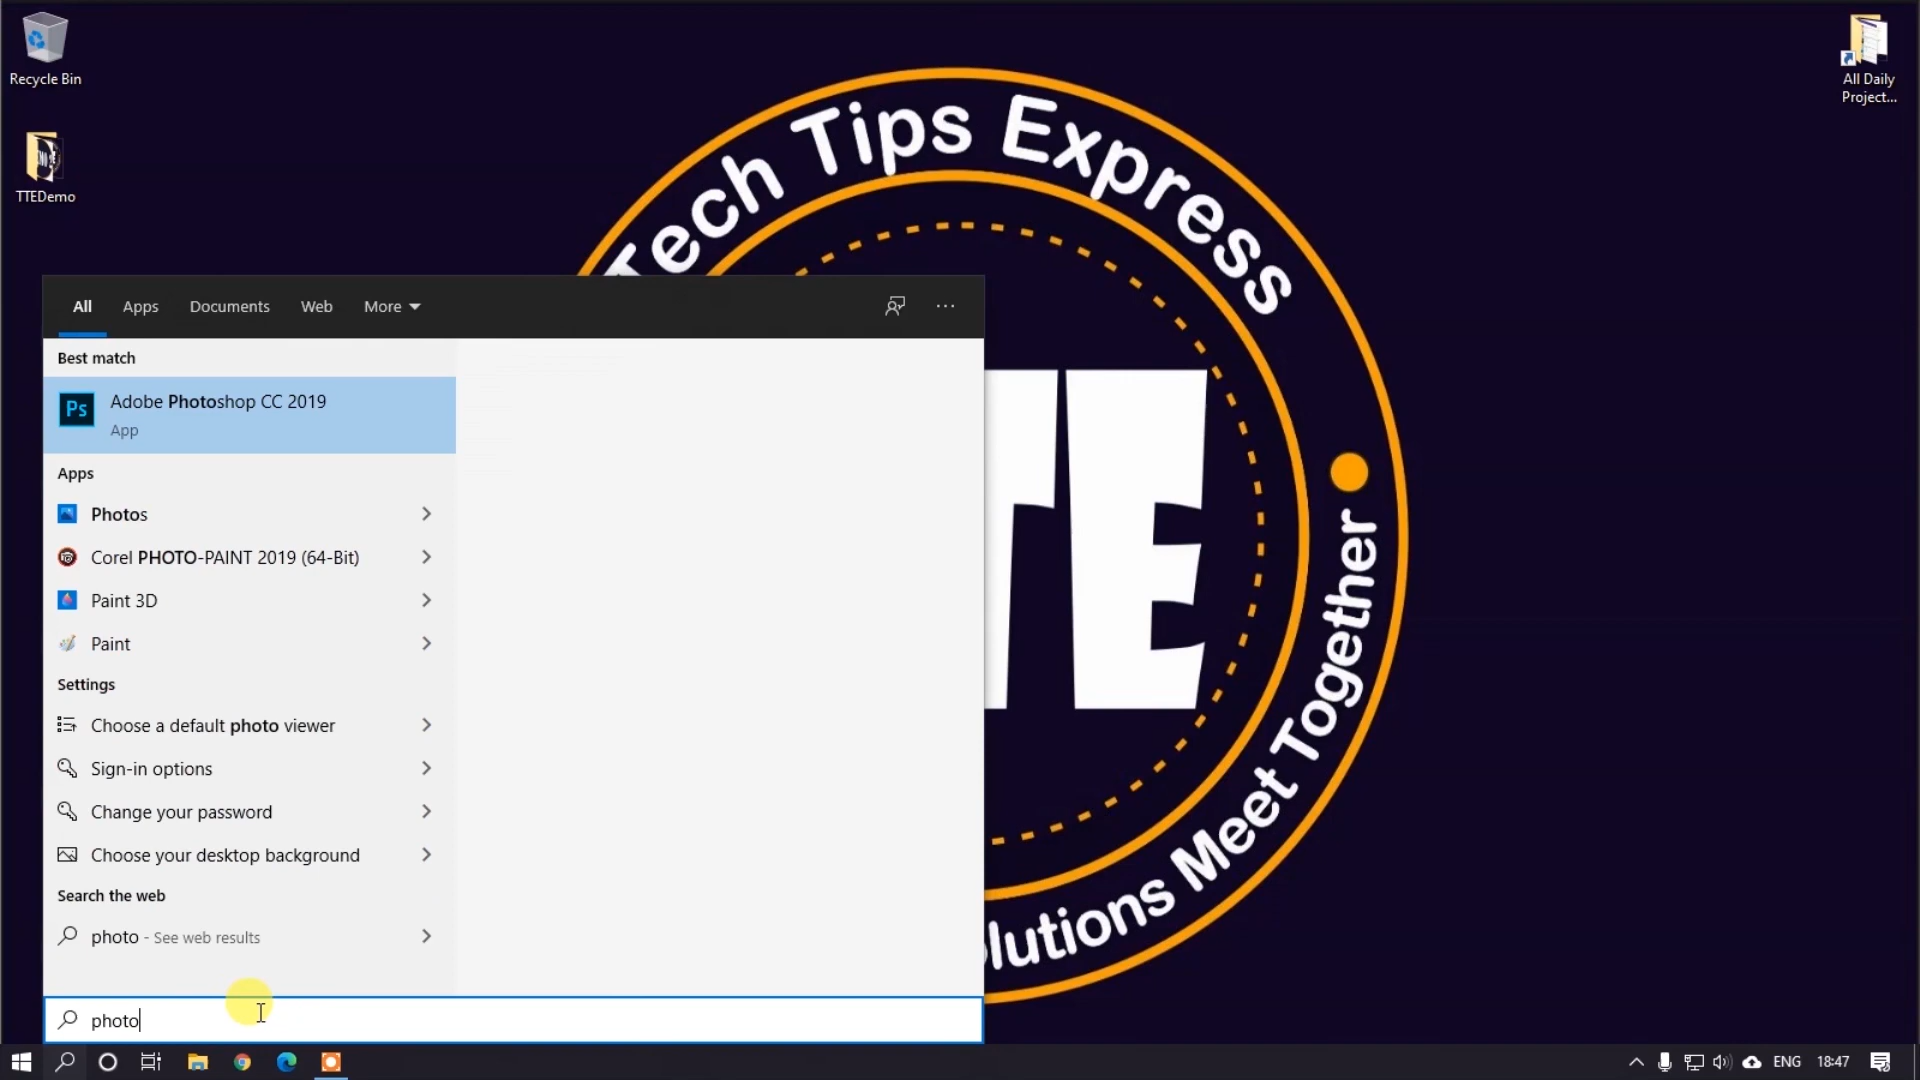 Recycle Bin
TTEDemo
All Daily
Project...
Tech Tips Express
TE
olutions Meet Together
All
Apps
Documents
Web
More
Best match
Ps
Adobe Photoshop CC 2019
App
Apps
Photos
Corel PHOTO-PAINT 2019 (64-Bit)
Paint 3D
Paint
Settings
Choose a default photo viewer
Sign-in options
Change your password
Choose your desktop background
Search the web
photo - See web results
photo
ENG
18:47